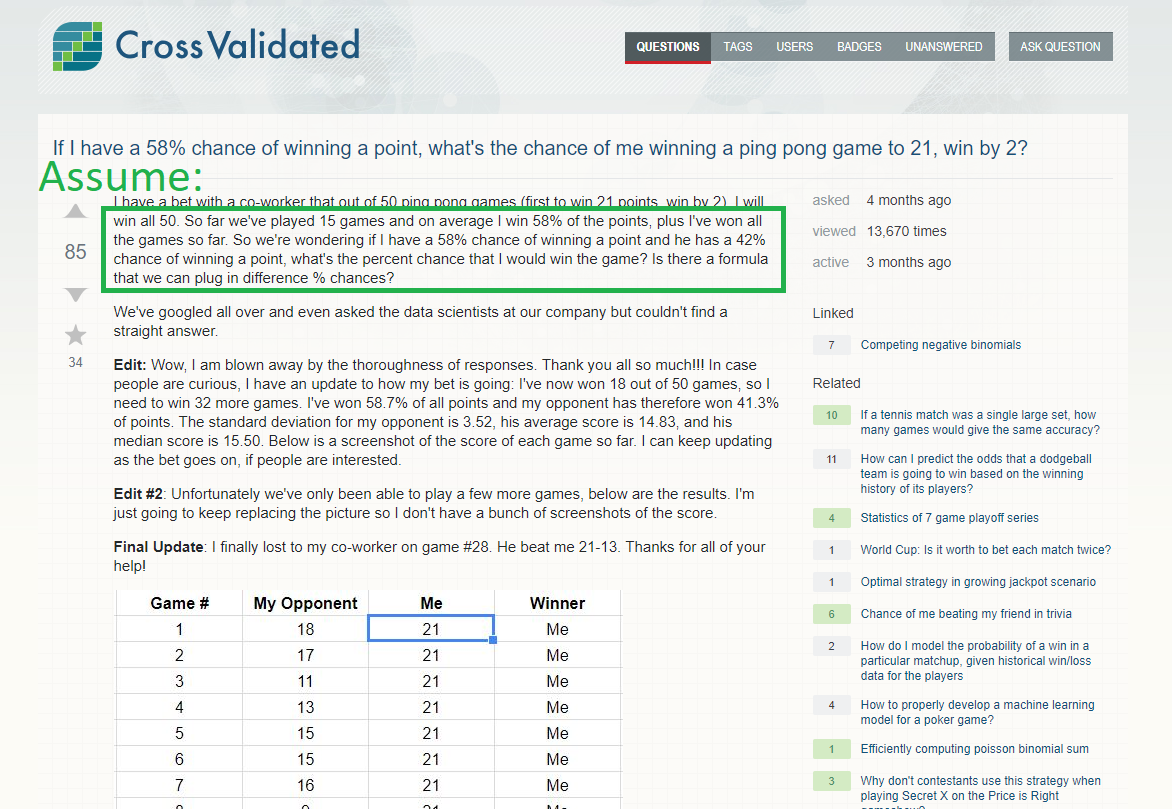 CrossValidated
QUESTIONS TAGS USERS BADGES UNANSWERED ASK QUESTION
If I have a 58% chance of winning a point, what's the chance of me winning a ping pong game to 21, win by 2?
Assume:
I have a bet with a co-worker that out of 50 ping pong games (first to win 21 points, win by 2), I will
win all 50. So far we've played 15 games and on average I win 58% of the points, plus I've won all
the games so far. So we're wondering if I have a 58% chance of winning a point and he has a 42%
chance of winning a point, what's the percent chance that I would win the game? Is there a formula
that we can plug in difference % chances?
We've googled all over and even asked the data scientists at our company but couldn't find a
straight answer.
Edit: Wow, I am blown away by the thoroughness of responses. Thank you all so much!!! In case
people are curious, I have an update to how my bet is going: I've now won 18 out of 50 games, so I
need to win 32 more games. I've won 58.7% of all points and my opponent has therefore won 41.3%
of points. The standard deviation for my opponent is 3.52, his average score is 14.83, and his
median score is 15.50. Below is a screenshot of the score of each game so far. I can keep updating
as the bet goes on, if people are interested.
Edit #2: Unfortunately we've only been able to play a few more games, below are the results. I'm
just going to keep replacing the picture so I don't have a bunch of screenshots of the score.
Final Update: I finally lost to my co-worker on game #28. He beat me 21-13. Thanks for all of your
help!
85
34
Game # My Opponent Me Winner
1 18 21 Me
2 17 21 Me
3 11 21 Me
4 13 21 Me
5 15 21 Me
6 15 21 Me
7 16 21 Me
8 9 21 Me
asked 4 months ago
viewed 13,670 times
active 3 months ago
Linked
7 Competing negative binomials
Related
10 If a tennis match was a single large set, how
many games would give the same accuracy?
11 How can I predict the odds that a dodgeball
team is going to win based on the winning
history of its players?
4 Statistics of 7 game playoff series
1 World Cup: Is it worth to bet each match twice?
1 Optimal strategy in growing jackpot scenario
6 Chance of me beating my friend in trivia
2 How do I model the probability of a win in a
particular matchup, given historical win/loss
data for the players
4 How to properly develop a machine learning
model for a poker game?
1 Efficiently computing poisson binomial sum
3 Why don't contestants use this strategy when
playing Secret X on the Price is Right
gameshow?